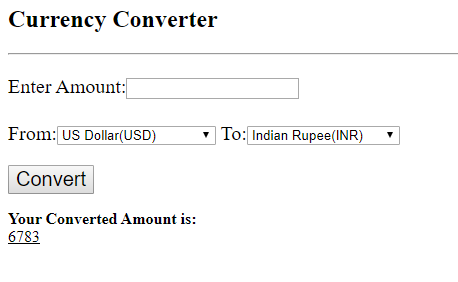 Currency Converter
Enter Amount:
From: US Dollar(USD) To: Indian Rupee(INR)
Convert
Your Converted Amount is:
6783